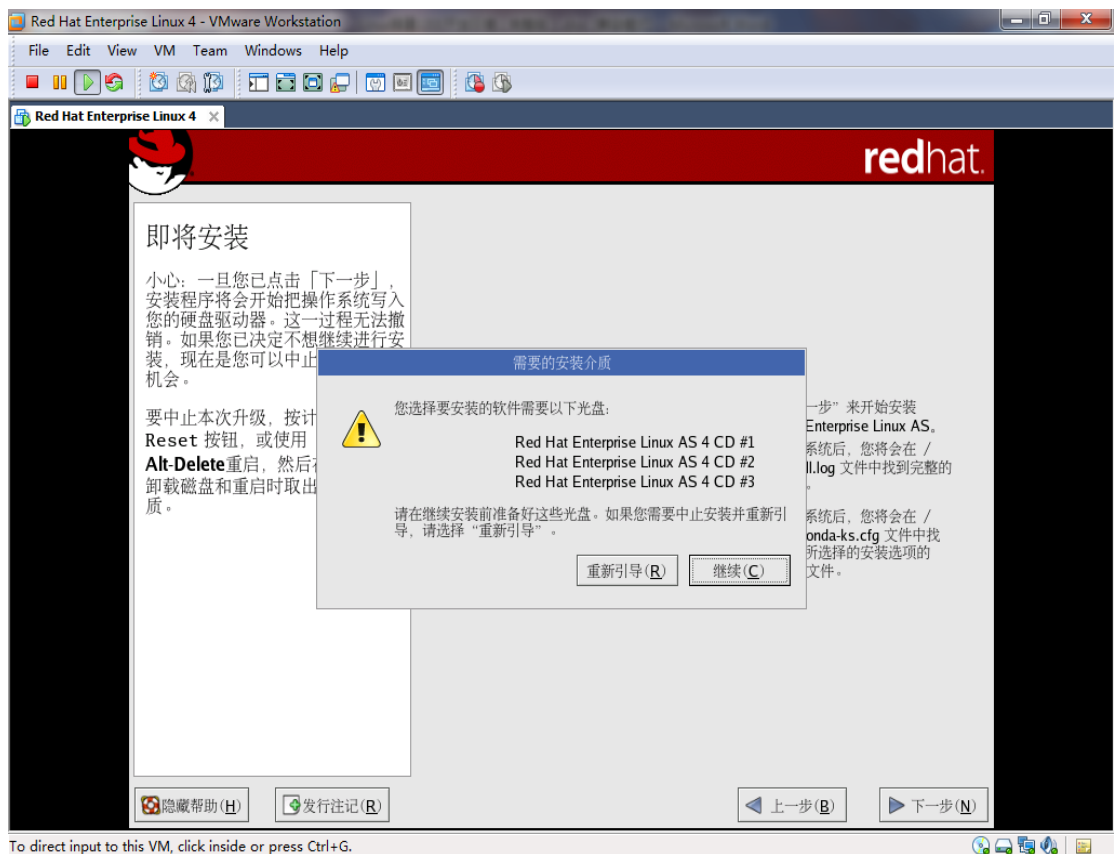 Red Hat Enterprise Linux 4 - VMware Workstation
File Edit View VM Team Windows Help
Red Hat Enterprise Linux 4
redhat.
即将安装
小心: 一旦您已点击「下一步」,
安装程序将会开始把操作系统写入
您的硬盘驱动器。这一过程无法撤
销。如果您已决定不想继续进行安
装, 现在是您可以中止
机会。
要中止本次升级, 按计
Reset 按钮, 或使用
Alt-Delete重启, 然后
卸载磁盘和重启时取出
质。
需要的安装介质
您选择要安装的软件需要以下光盘:
Red Hat Enterprise Linux AS 4 CD #1
Red Hat Enterprise Linux AS 4 CD #2
Red Hat Enterprise Linux AS 4 CD #3
请在继续安装前准备好这些光盘。如果您需要中止安装并重新引
导, 请选择 “重新引导” 。
重新引导(R) 继续(C)
一步” 来开始安装
Enterprise Linux AS。
系统后, 您将会在 /
ll.log 文件中找到完整的
。
系统后, 您将会在 /
onda-ks.cfg 文件中找
所选择的安装选项的
文件。
隐藏帮助(H) 发行注记(R) 上一步(B) 下一步(N)
To direct input to this VM, click inside or press Ctrl+G.